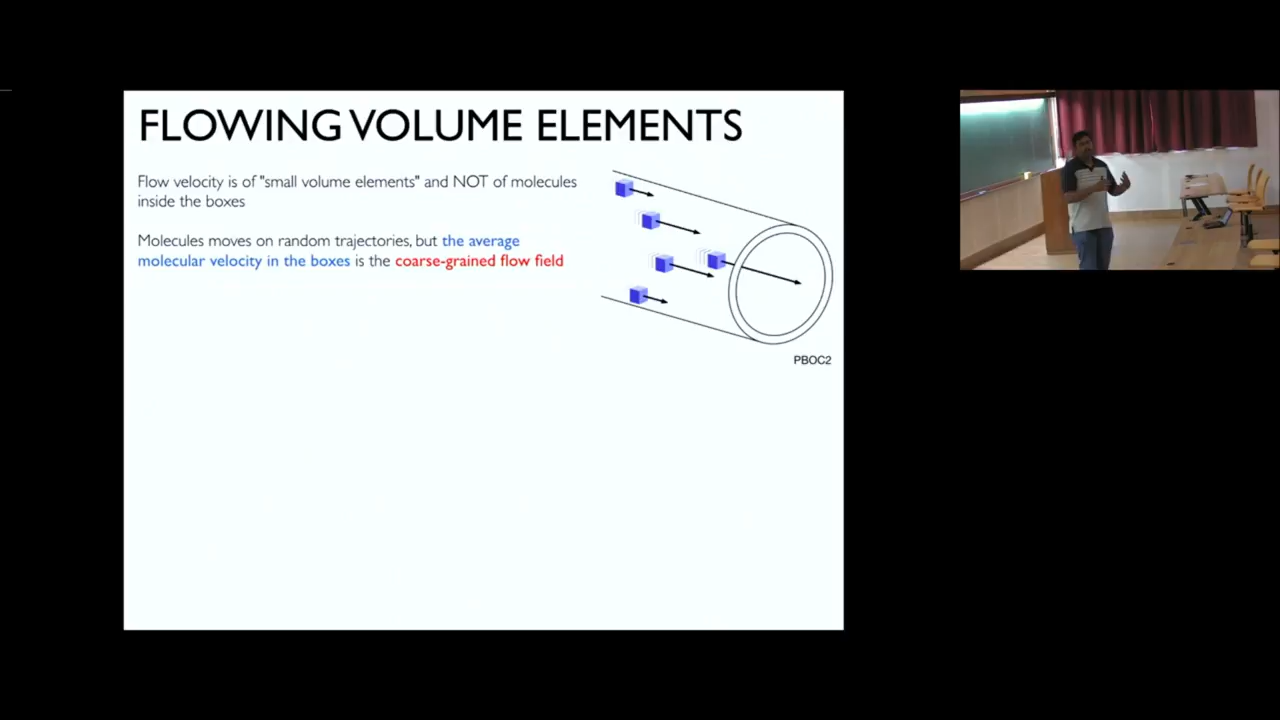 FLOWING VOLUME ELEMENTS
Flow velocity is of "small volume elements" and NOT of molecules
inside the boxes
Molecules moves on random trajectories, but the average
molecular velocity in the boxes is the coarse-grained flow field
PBOC2